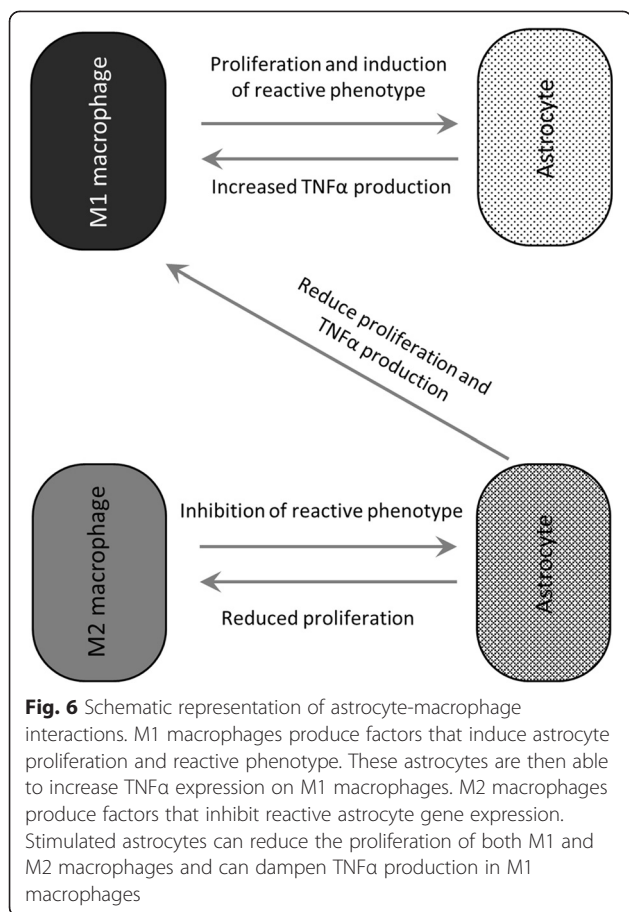 M1 macrophage
Proliferation and induction
of reactive phenotype
Increased TNFα production
Astrocyte
Reduce proliferation and
TNFα production
M2 macrophage
Inhibition of reactive phenotype
Reduced proliferation
Astrocyte
Fig. 6 Schematic representation of astrocyte-macrophage
interactions. M1 macrophages produce factors that induce astrocyte
proliferation and reactive phenotype. These astrocytes are then able
to increase TNFα expression on M1 macrophages. M2 macrophages
produce factors that inhibit reactive astrocyte gene expression.
Stimulated astrocytes can reduce the proliferation of both M1 and
M2 macrophages and can dampen TNFα production in M1
macrophages